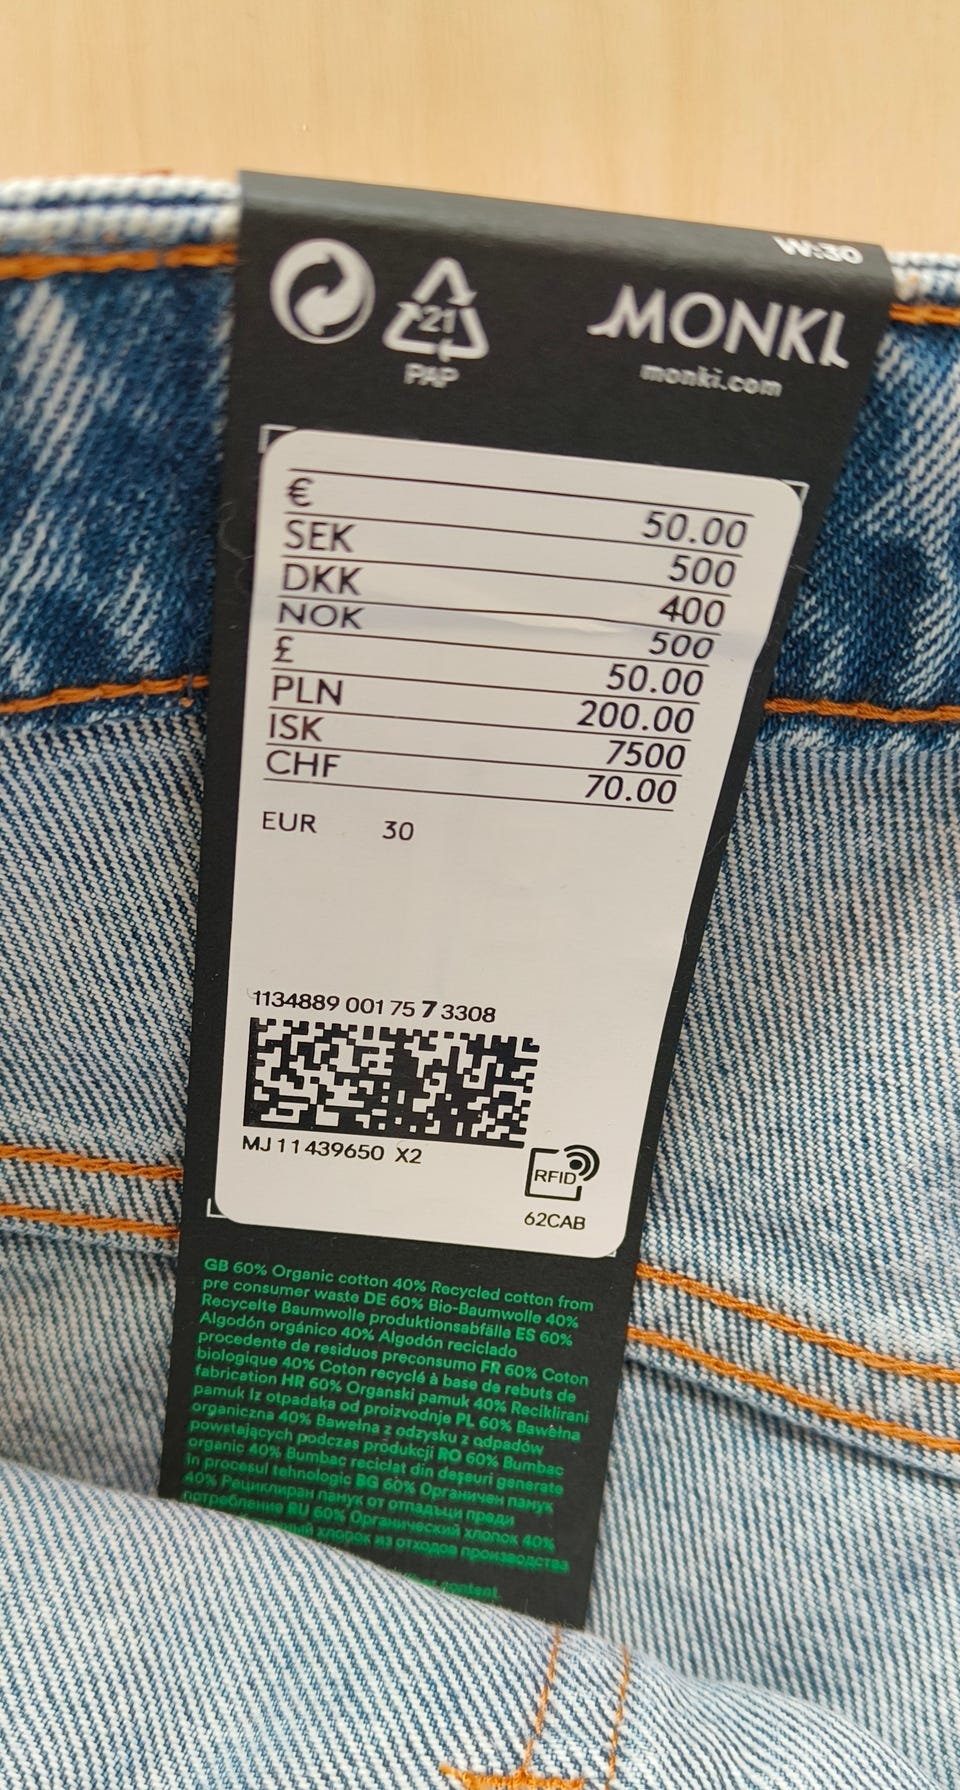 W:30
21
PAP
MONKI
monki.com
€ 50.00
SEK 500
DKK 400
NOK 500
£ 50.00
PLN 200.00
ISK 7500
CHF 70.00
EUR 30
1134889 001 75 7 3308
MJ 11439650 X2
RFID
62CAB
GB 60% Organic cotton 40% Recycled cotton from
pre consumer waste DE 60% Bio-Baumwolle 40%
Recycelte Baumwolle produktionsabfälle ES 60%
Algodón orgánico 40% Algodón reciclado
procedente de residuos preconsumo FR 60% Coton
biologique 40% Coton recyclé à base de rebuts de
fabrication HR 60% Organski pamuk 40% Reciklirani
pamuk iz otpadaka od proizvodnje PL 60% Bawełna
organiczna 40% Bawełna z odzysku z odpadów
powstających podczas produkcji RO 60% Bumbac
organic 40% Bumbac reciclat din deșeuri generate
în procesul tehnologic BG 60% Органичен памук
40% Рециклиран памук от отпадъци преди
потребление RU 60% Органический хлопок 40%
хлопок из отходов производства
content.